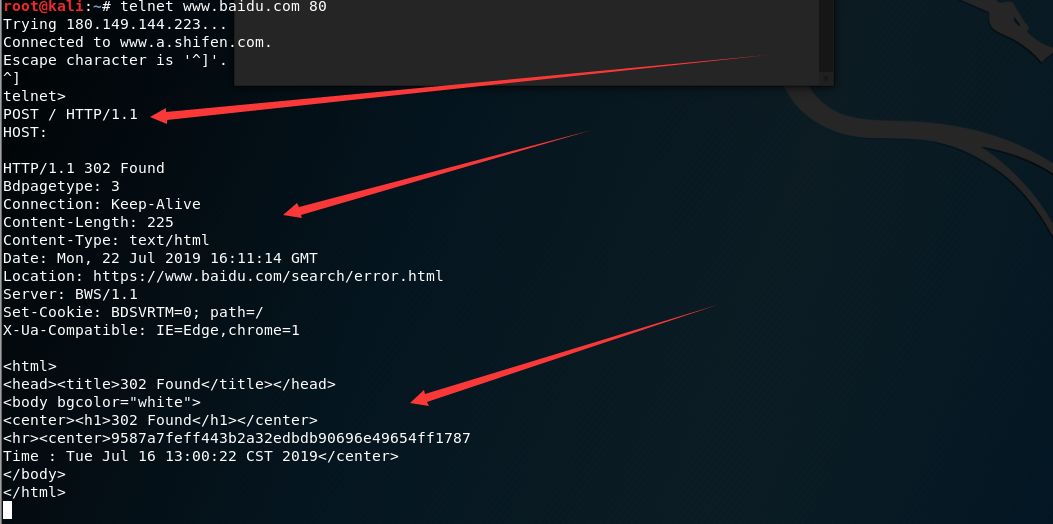 root@kali:~# telnet www.baidu.com 80
Trying 180.149.144.223...
Connected to www.a.shifen.com.
Escape character is '^]'.
^]
telnet>
POST / HTTP/1.1
HOST:
HTTP/1.1 302 Found
Bdpagetype: 3
Connection: Keep-Alive
Content-Length: 225
Content-Type: text/html
Date: Mon, 22 Jul 2019 16:11:14 GMT
Location: https://www.baidu.com/search/error.html
Server: BWS/1.1
Set-Cookie: BDSVRTM=0; path=/
X-Ua-Compatible: IE=Edge,chrome=1
<html>
<head><title>302 Found</title></head>
<body bgcolor="white">
<center><h1>302 Found</h1></center>
<hr><center>9587a7feff443b2a32edbdb90696e49654ff1787
Time : Tue Jul 16 13:00:22 CST 2019</center>
</body>
</html>